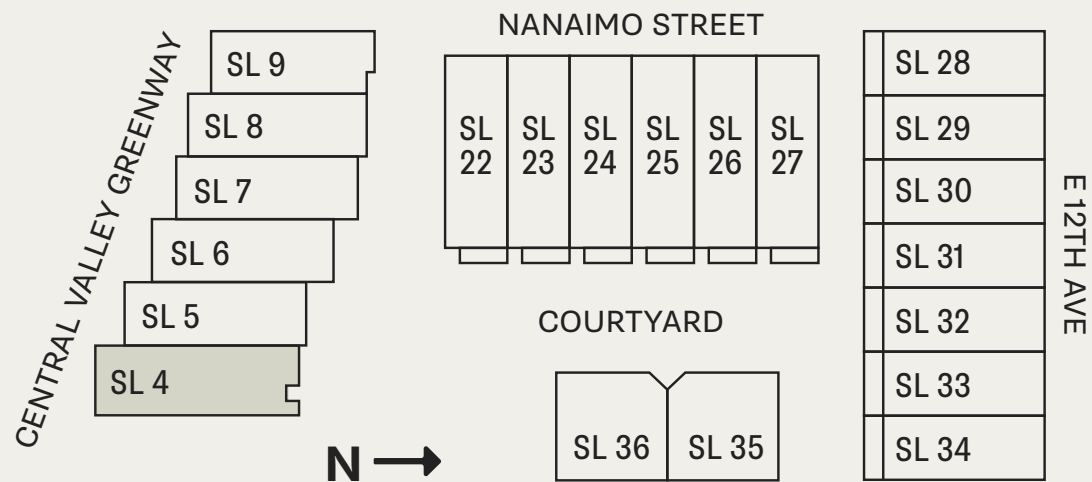 NANAIMO STREET
CENTRAL VALLEY GREENWAY
SL 9
SL 8
SL 7
SL 6
SL 5
SL 4
SL
22
SL
23
SL
24
SL
25
SL
26
SL
27
COURTYARD
SL 36
SL 35
N
SL 28
SL 29
SL 30
SL 31
SL 32
SL 33
SL 34
E 12TH AVE